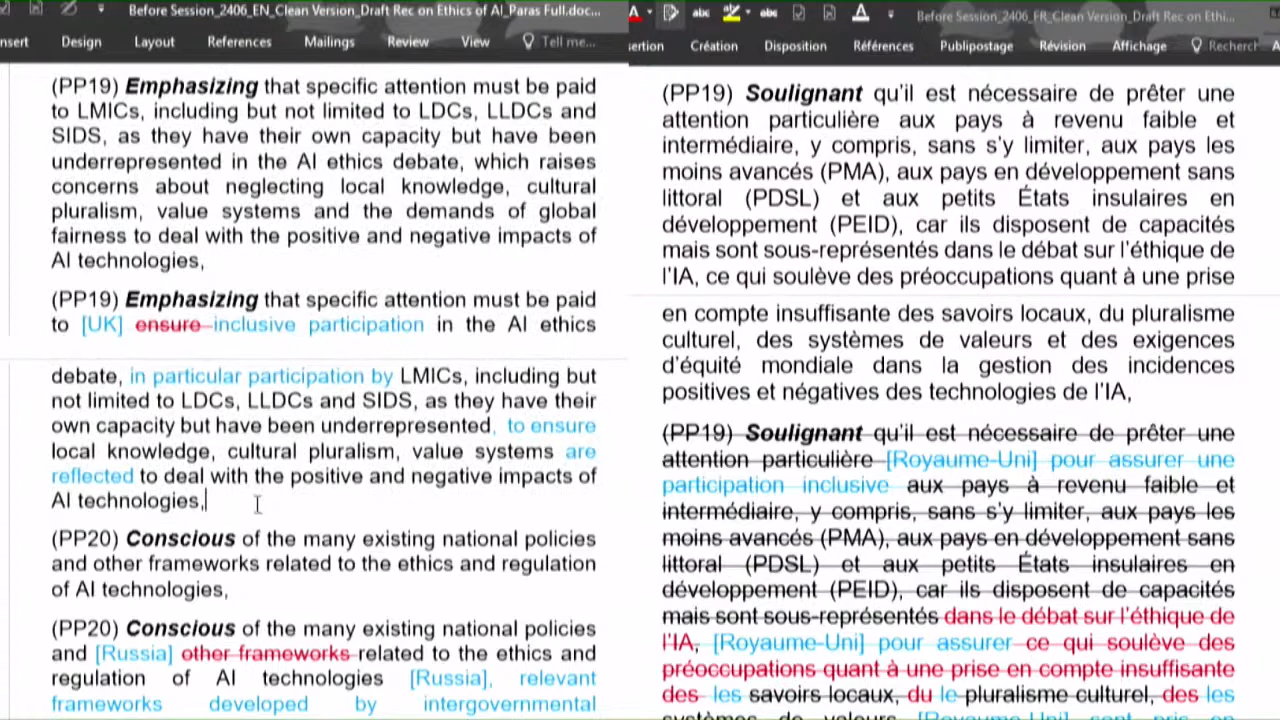 Before Session_2406_EN_Clean Version_Draft Rec on Ethics of AI_Paras Full.doc...
nsert Design Layout References Mailings Review View Tell me...
(PP19) Emphasizing that specific attention must be paid
to LMICs, including but not limited to LDCs, LLDCs and
SIDS, as they have their own capacity but have been
underrepresented in the AI ethics debate, which raises
concerns about neglecting local knowledge, cultural
pluralism, value systems and the demands of global
fairness to deal with the positive and negative impacts of
AI technologies,
(PP19) Emphasizing that specific attention must be paid
to [UK] ensure inclusive participation in the AI ethics
debate, in particular participation by LMICs, including but
not limited to LDCs, LLDCs and SIDS, as they have their
own capacity but have been underrepresented, to ensure
local knowledge, cultural pluralism, value systems are
reflected to deal with the positive and negative impacts of
AI technologies,
(PP20) Conscious of the many existing national policies
and other frameworks related to the ethics and regulation
of AI technologies,
(PP20) Conscious of the many existing national policies
and [Russia] other frameworks related to the ethics and
regulation of AI technologies [Russia], relevant
frameworks developed by intergovernmental
Before Session_2406_FR_Clean Version_Draft Rec on Ethi...
sertion Création Disposition Références Publipostage Révision Affichage Recherc
(PP19) Soulignant qu'il est nécessaire de prêter une
attention particulière aux pays à revenu faible et
intermédiaire, y compris, sans s'y limiter, aux pays les
moins avancés (PMA), aux pays en développement sans
littoral (PDSL) et aux petits États insulaires en
développement (PEID), car ils disposent de capacités
mais sont sous-représentés dans le débat sur l'éthique de
l'IA, ce qui soulève des préoccupations quant à une prise
en compte insuffisante des savoirs locaux, du pluralisme
culturel, des systèmes de valeurs et des exigences
d'équité mondiale dans la gestion des incidences
positives et négatives des technologies de l'IA,
(PP19) Soulignant qu'il est nécessaire de prêter une
attention particulière [Royaume-Uni] pour assurer une
participation inclusive aux pays à revenu faible et
intermédiaire, y compris, sans s'y limiter, aux pays les
moins avancés (PMA), aux pays en développement sans
littoral (PDSL) et aux petits États insulaires en
développement (PEID), car ils disposent de capacités
mais sont sous-représentés dans le débat sur l'éthique de
l'IA, [Royaume-Uni] pour assurer ce qui soulève des
préoccupations quant à une prise en compte insuffisante
des les savoirs locaux, du le pluralisme culturel, des les
systèmes de valeurs [Royaume-Uni] sont pris en